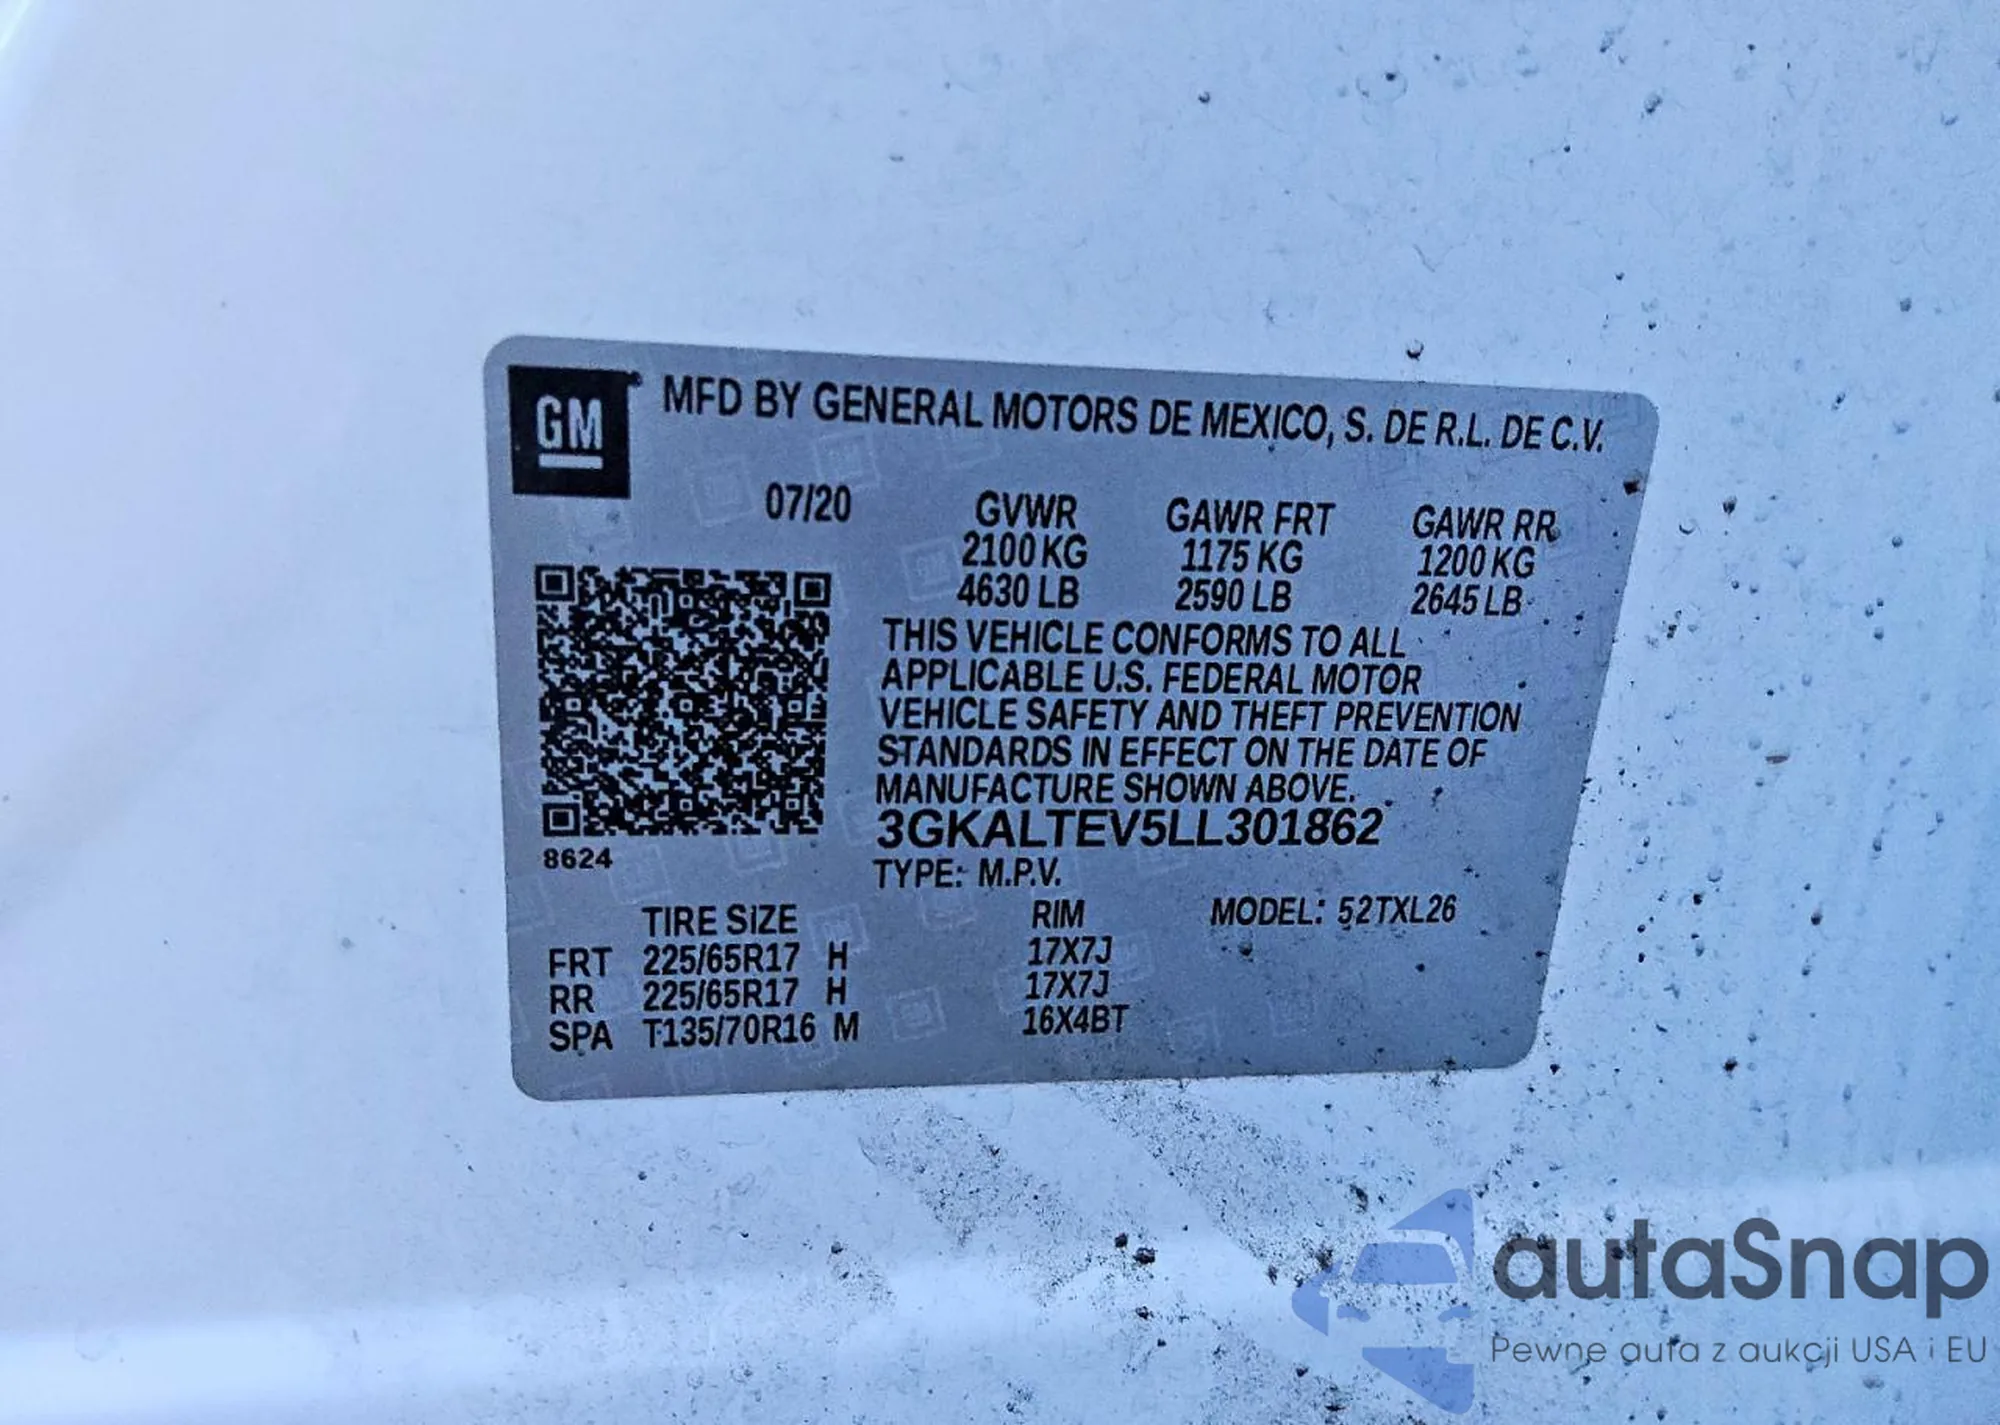 GM MFD BY GENERAL MOTORS DE MEXICO, S. DE R.L. DE C.V.
07/20 GVWR GAWR FRT GAWR RR
2100 KG 1175 KG 1200 KG
4630 LB 2590 LB 2645 LB
THIS VEHICLE CONFORMS TO ALL
APPLICABLE U.S. FEDERAL MOTOR
VEHICLE SAFETY AND THEFT PREVENTION
STANDARDS IN EFFECT ON THE DATE OF
MANUFACTURE SHOWN ABOVE.
3GKALTEV5LL301862
8624
TYPE: M.P.V.
TIRE SIZE RIM MODEL: 52TXL26
FRT 225/65R17 H 17X7J
RR 225/65R17 H 17X7J
SPA T135/70R16 M 16X4BT
autaSnap
Pewne auta z aukcji USA i EU